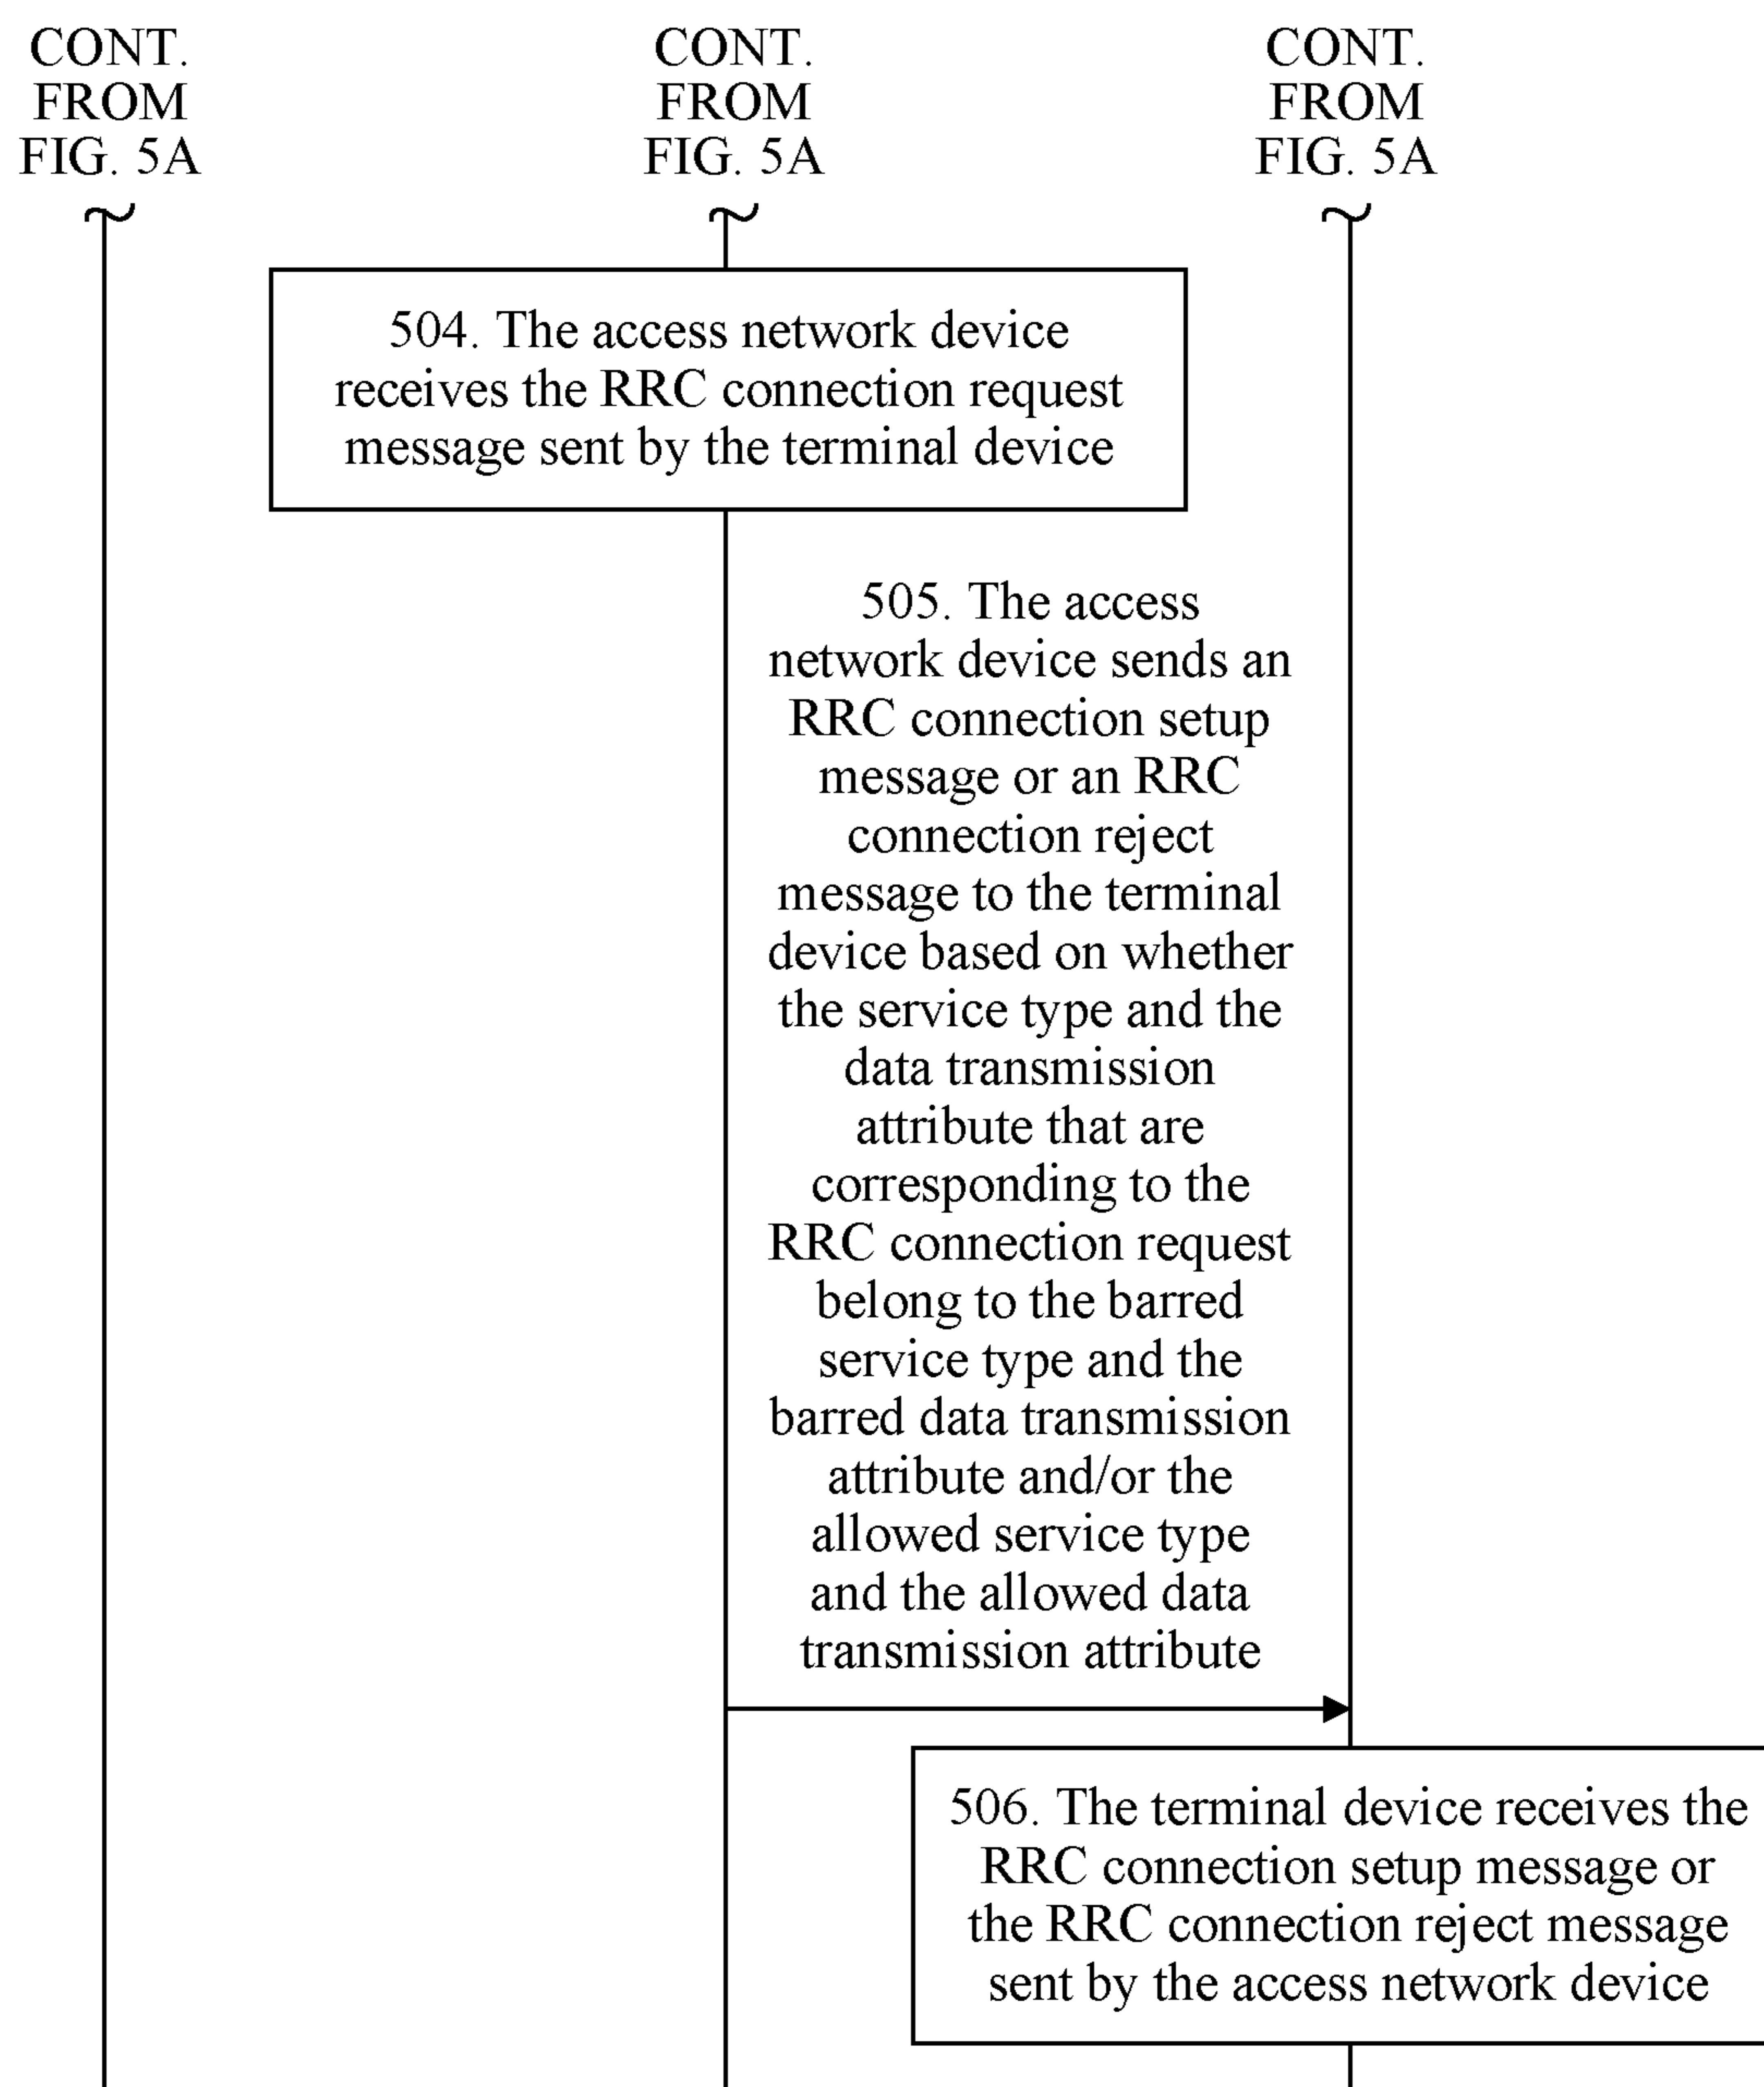 CONT.
FROM
FIG. 5A
CONT.
FROM
FIG. 5A
CONT.
FROM
FIG. 5A
504. The access network device
receives the RRC connection request
message sent by the terminal device
505. The access
network device sends an
RRC connection setup
message or an RRC
connection reject
message to the terminal
device based on whether
the service type and the
data transmission
attribute that are
corresponding to the
RRC connection request
belong to the barred
service type and the
barred data transmission
attribute and/or the
allowed service type
and the allowed data
transmission attribute
506. The terminal device receives the
RRC connection setup message or
the RRC connection reject message
sent by the access network device